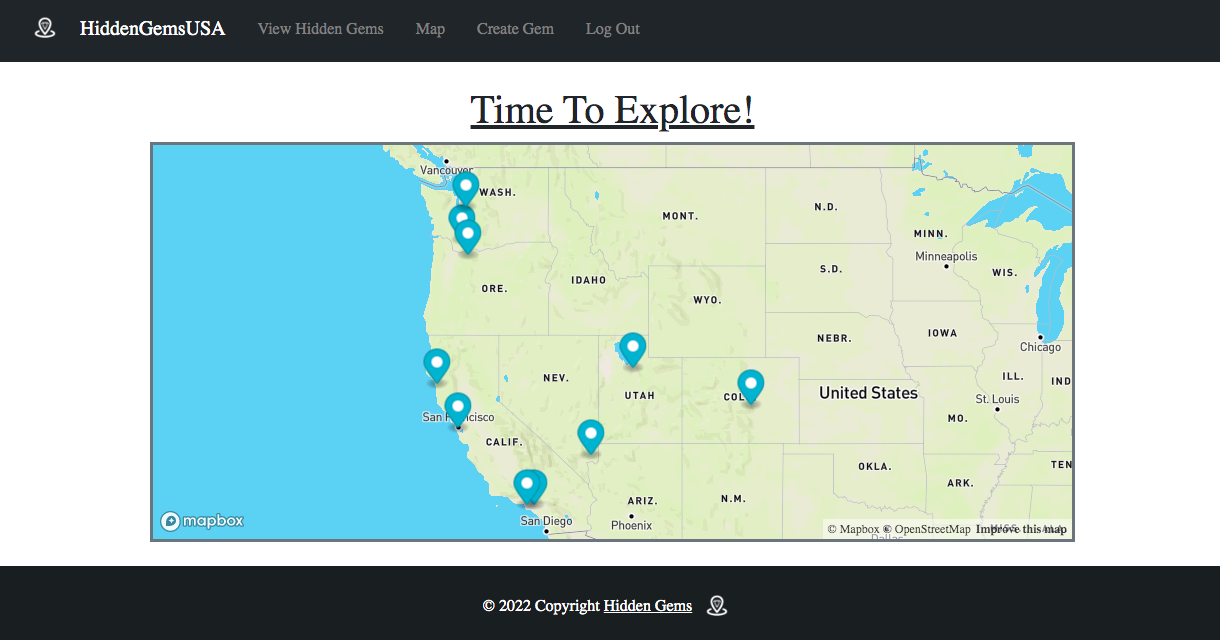 HiddenGemsUSA View Hidden Gems Map Create Gem Log Out
Time To Explore!
Vancouver
WASH.
MONT.
N.D.
MINN.
Minneapolis
S.D.
WIS.
IDAHO
ORE.
WYO.
IOWA
NEBR.
Chicago
NEV.
ILL.
IND
UTAH
United States
St. Louis
San
cisco
MO.
CALIF.
OKLA.
TEN
ARK.
ARIZ.
N.M.
San Diego
Phoenix
mapbox
© Mapbox © OpenStreetMap Improve this map
© 2022 Copyright Hidden Gems